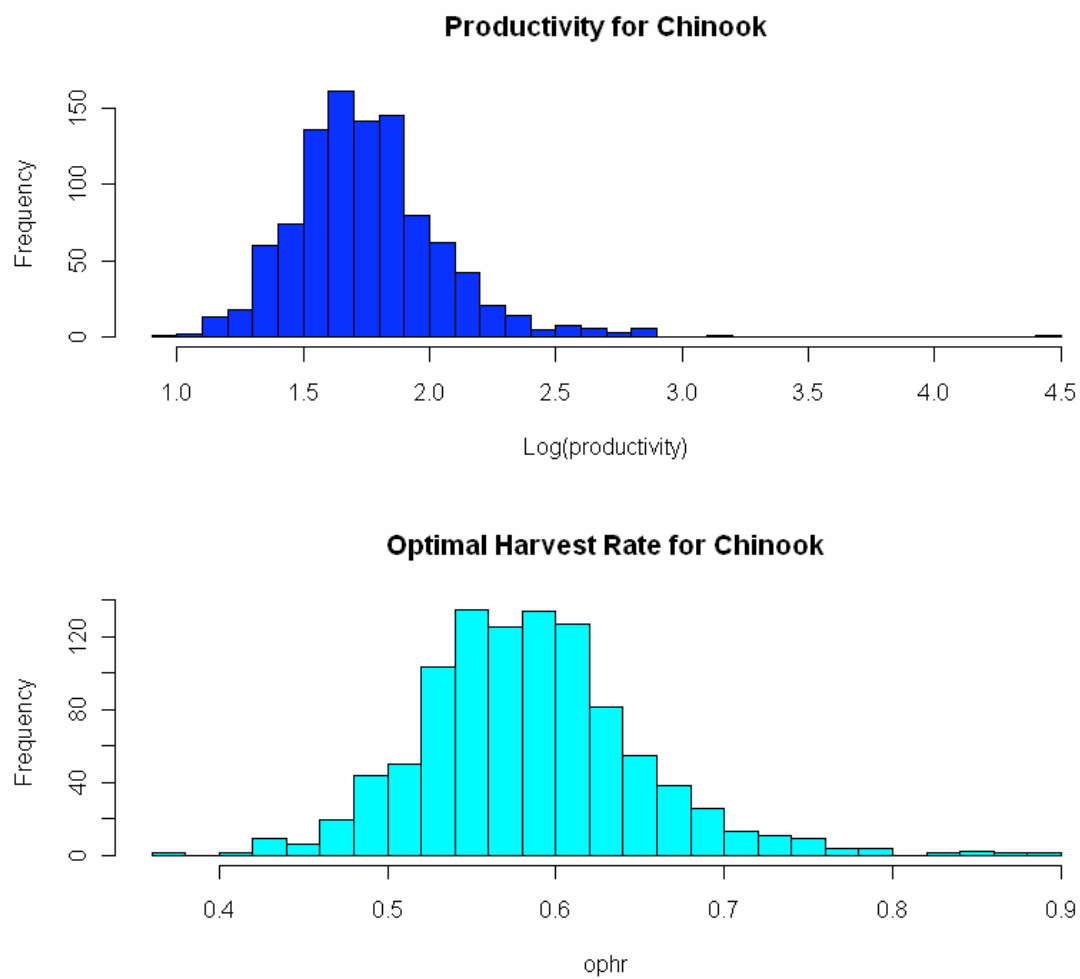 Productivity for Chinook
150
100
50
0
Frequency
1.0 1.5 2.0 2.5 3.0 3.5 4.0 4.5
Log(productivity)
Optimal Harvest Rate for Chinook
120
80
40
0
Frequency
0.4 0.5 0.6 0.7 0.8 0.9
ophr